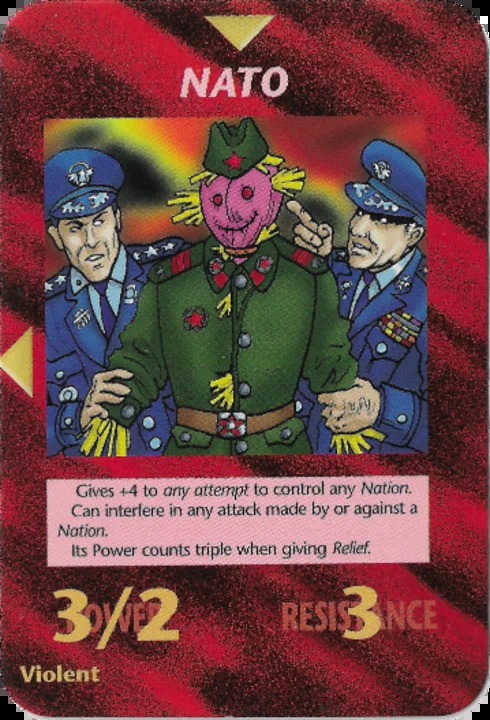 NATO
Gives +4 to any attempt to control any Nation.
Can interfere in any attack made by or against a
Nation.
Its Power counts triple when giving Relief.
3/2 POWER RESISTANCE 3
Violent